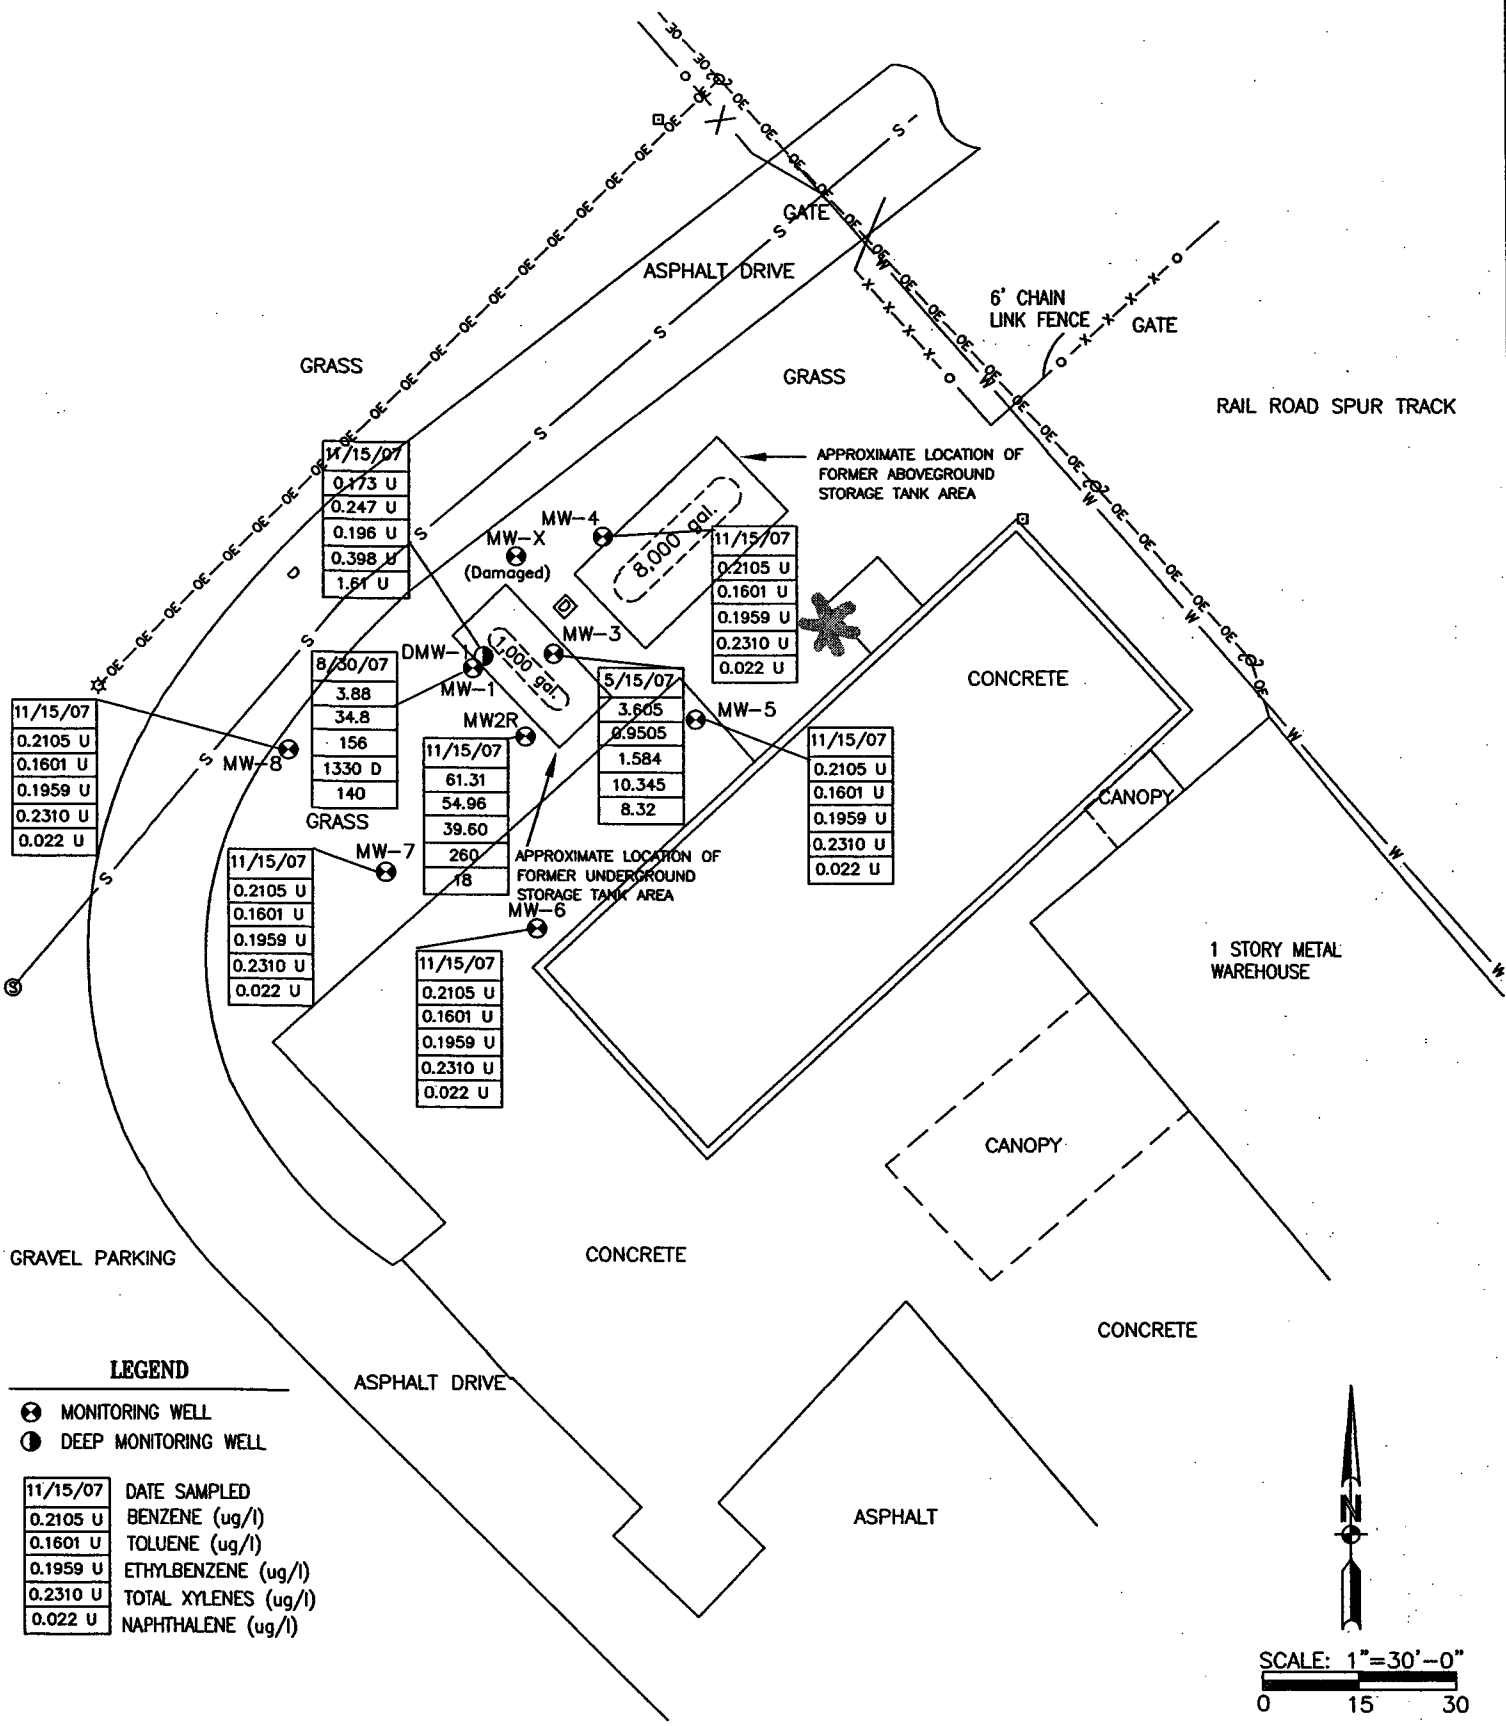 GATE
ASPHALT DRIVE
6' CHAIN
LINK FENCE
GATE
GRASS
GRASS
RAIL ROAD SPUR TRACK
APPROXIMATE LOCATION OF
FORMER ABOVEGROUND
STORAGE TANK AREA
11/15/07
0.173 U
0.247 U
0.196 U
0.398 U
1.61 U
MW-4
MW-X
(Damaged)
8,000 gal.
11/15/07
0.2105 U
0.1601 U
0.1959 U
0.2310 U
0.022 U
D
D
MW-3
DMW-1
1,000 gal.
MW-1
8/30/07
3.88
34.8
156
1330 D
140
5/15/07
3.605
0.9505
1.584
10.345
8.32
CONCRETE
MW-5
MW2R
11/15/07
0.2105 U
0.1601 U
0.1959 U
0.2310 U
0.022 U
MW-8
11/15/07
61.31
54.96
39.60
260
18
11/15/07
0.2105 U
0.1601 U
0.1959 U
0.2310 U
0.022 U
CANOPY
GRASS
MW-7
11/15/07
0.2105 U
0.1601 U
0.1959 U
0.2310 U
0.022 U
APPROXIMATE LOCATION OF
FORMER UNDERGROUND
STORAGE TANK AREA
MW-6
11/15/07
0.2105 U
0.1601 U
0.1959 U
0.2310 U
0.022 U
1 STORY METAL
WAREHOUSE
CANOPY
GRAVEL PARKING
CONCRETE
CONCRETE
ASPHALT DRIVE
ASPHALT
LEGEND
MONITORING WELL
DEEP MONITORING WELL
11/15/07 DATE SAMPLED
0.2105 U BENZENE (ug/l)
0.1601 U TOLUENE (ug/l)
0.1959 U ETHYLBENZENE (ug/l)
0.2310 U TOTAL XYLENES (ug/l)
0.022 U NAPHTHALENE (ug/l)
N
SCALE: 1"=30'-0"
0 15 30